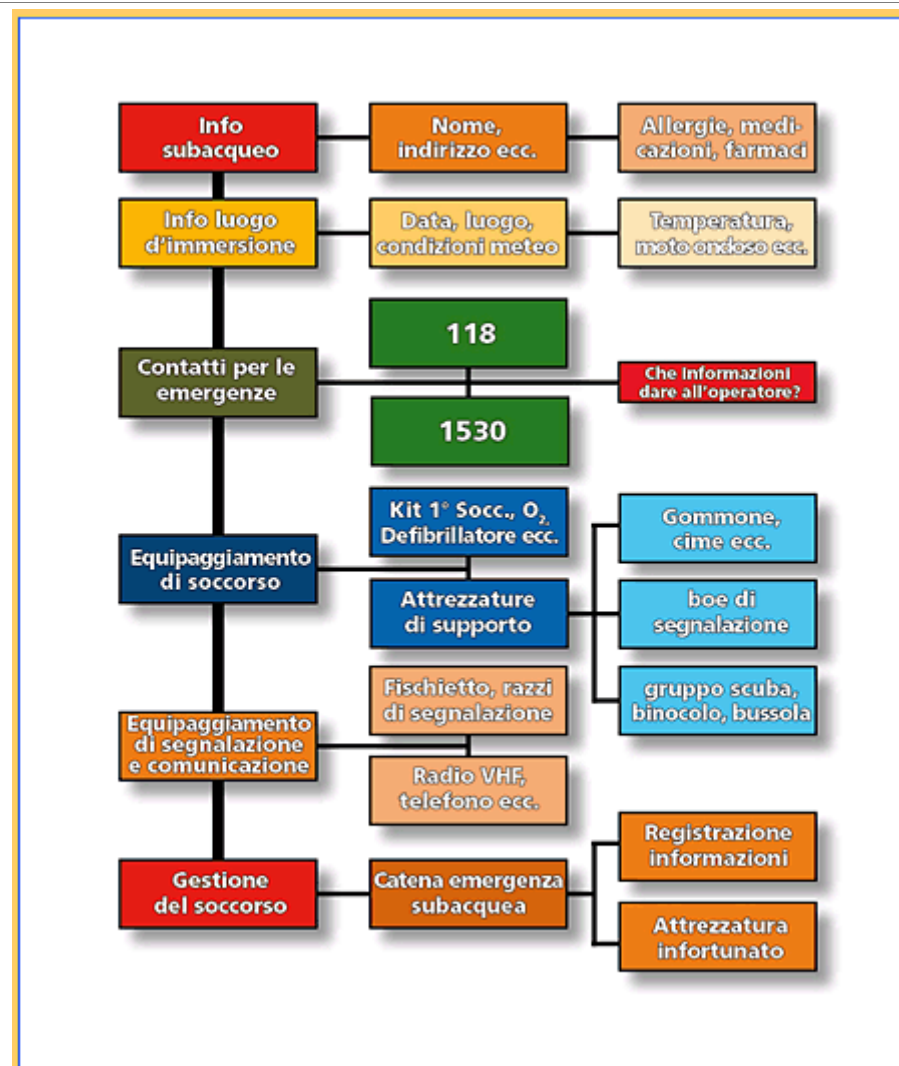 Info
subacqueo
Nome,
indirizzo ecc.
Allergie, medi-
cazioni, farmaci
Info luogo
d'immersione
Data, luogo,
condizioni meteo
Temperatura,
moto ondoso ecc.
Contatti per le
emergenze
118
1530
Che informazioni
dare all'operatore?
Equipaggiamento
di soccorso
Kit 1° Socc., O2,
Defibrillatore ecc.
Attrezzature
di supporto
Gommone,
cime ecc.
boe di
segnalazione
gruppo scuba,
binocolo, bussola
Equipaggiamento
di segnalazione
e comunicazione
Fischietto, razzi
di segnalazione
Radio VHF,
telefono ecc.
Gestione
del soccorso
Catena emergenza
subacquea
Registrazione
informazioni
Attrezzatura
infortunato